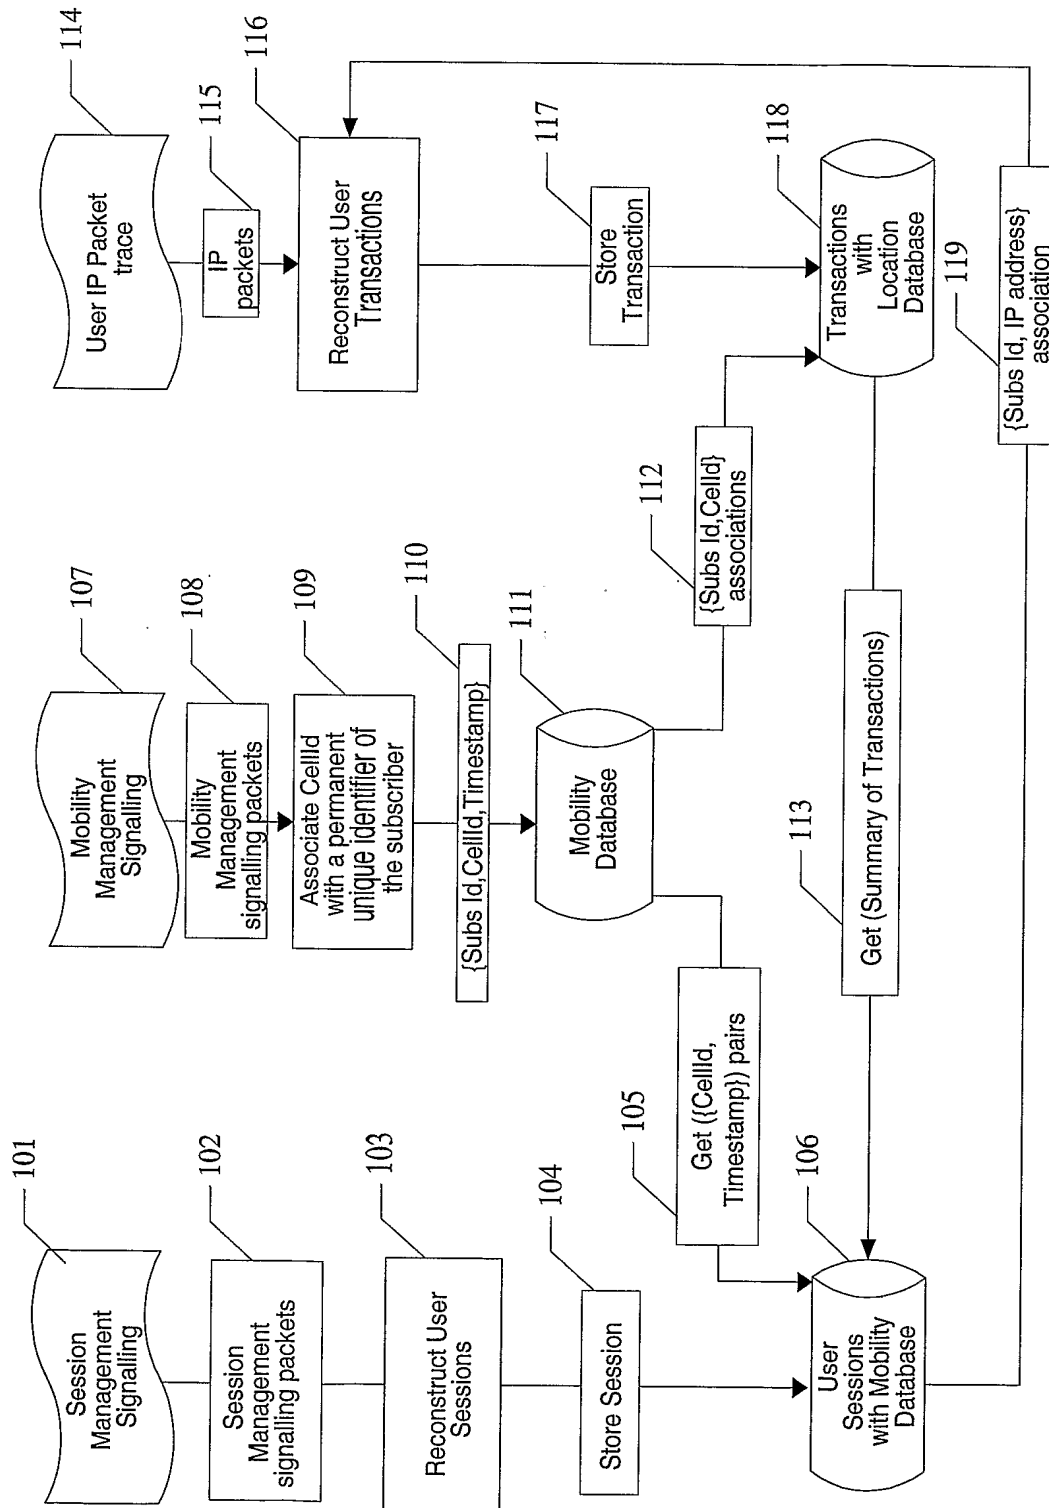 101
Session
Management
Signalling
102
Session
Management
signalling packets
103
Reconstruct User
Sessions
104
Store Session
105
Get ({CellId,
Timestamp}) pairs
106
User
Sessions
with Mobility
Database
107
Mobility
Management
Signalling
108
Mobility
Management
signalling packets
109
Associate CellId
with a permanent
unique identifier of
the subscriber
110
{Subs Id,CellId,Timestamp}
111
Mobility
Database
112
{Subs Id,CellId}
associations
113
Get (Summary of Transactions)
114
User IP Packet
trace
115
IP
packets
116
Reconstruct User
Transactions
117
Store
Transaction
118
Transactions
with
Location
Database
119
{Subs Id, IP address}
association